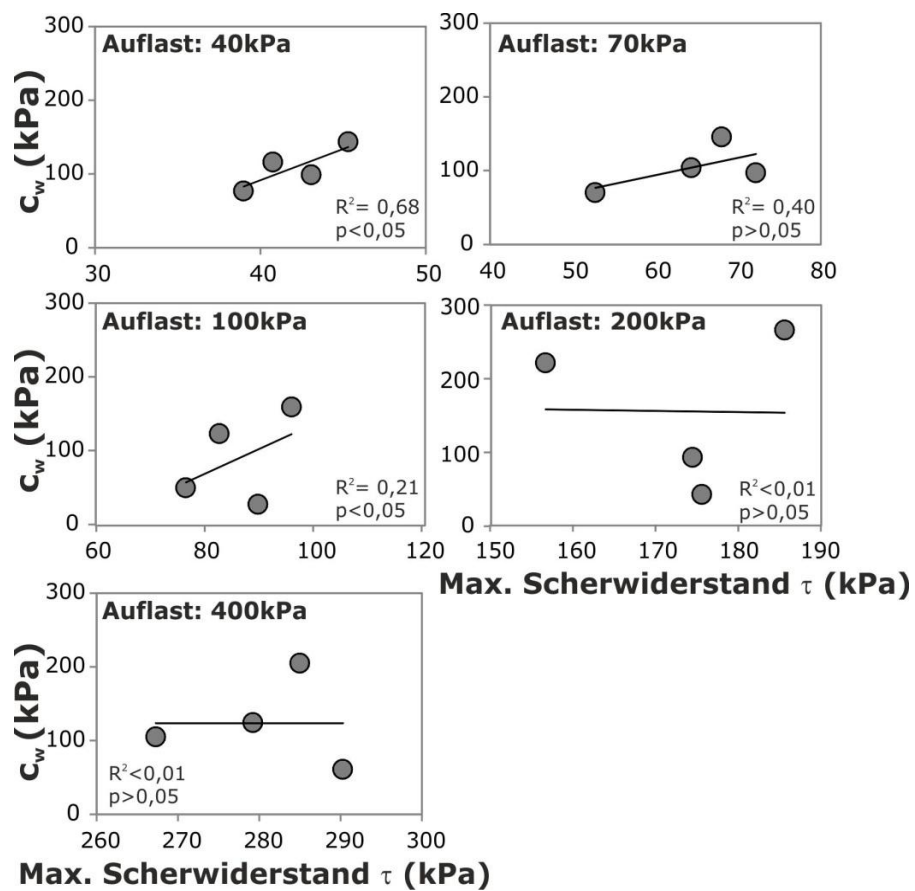 Auflast: 40kPa
300
200
100
0
c_w (kPa)
R²= 0,68
p<0,05
30 40 50
Auflast: 70kPa
300
200
100
0
R²= 0,40
p>0,05
40 50 60 70 80
Auflast: 100kPa
300
200
100
0
c_w (kPa)
R²= 0,21
p<0,05
60 80 100 120
Auflast: 200kPa
300
200
100
0
R²<0,01
p>0,05
150 160 170 180 190
Max. Scherwiderstand τ (kPa)
Auflast: 400kPa
300
200
100
0
c_w (kPa)
R²<0,01
p>0,05
260 270 280 290 300
Max. Scherwiderstand τ (kPa)